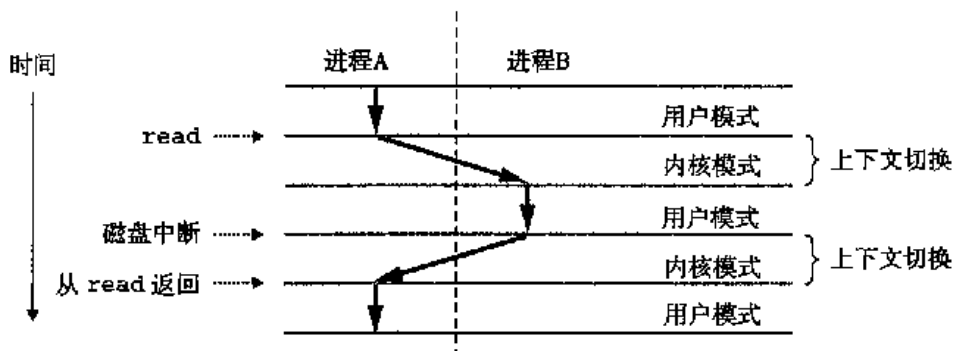 进程A 进程B
时间
用户模式
read
内核模式 上下文切换
用户模式
磁盘中断
内核模式 上下文切换
从 read 返回
用户模式